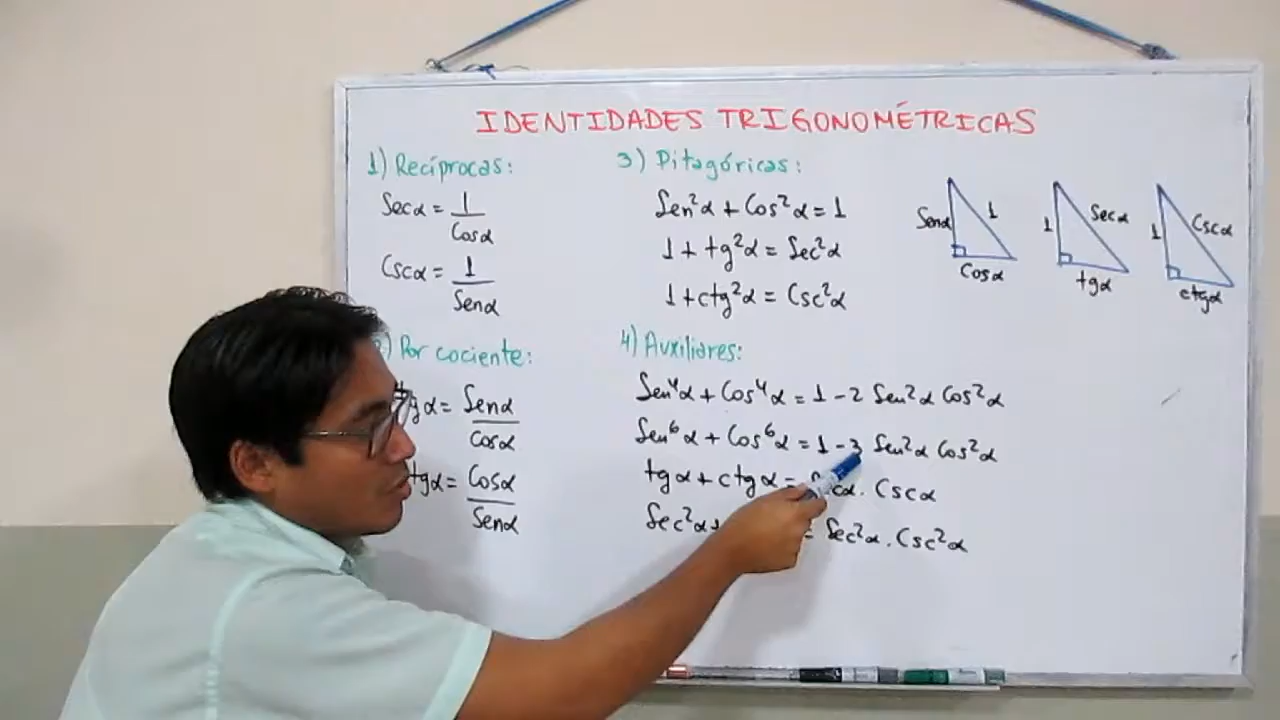 IDENTIDADES TRIGONOMÉTRICAS
1) Recíprocas:
Secα = 1/Cosα
Cscα = 1/Senα
Por cociente:
gα = Senα/Cosα
tgα = Cosα/Senα
3) Pitagóricas:
Sen²α + Cos²α = 1
1 + tg²α = Sec²α
1 + ctg²α = Csc²α
4) Auxiliares:
Sen⁴α + Cos⁴α = 1 - 2 Sen²α Cos²α
Sen⁶α + Cos⁶α = 1 - 3 Sen²α Cos²α
tgα + ctgα = cα . Cscα
Sec²α + = Sec²α . Csc²α
Senα 1 Cosα
1 Secα tgα
1 Cscα ctgα